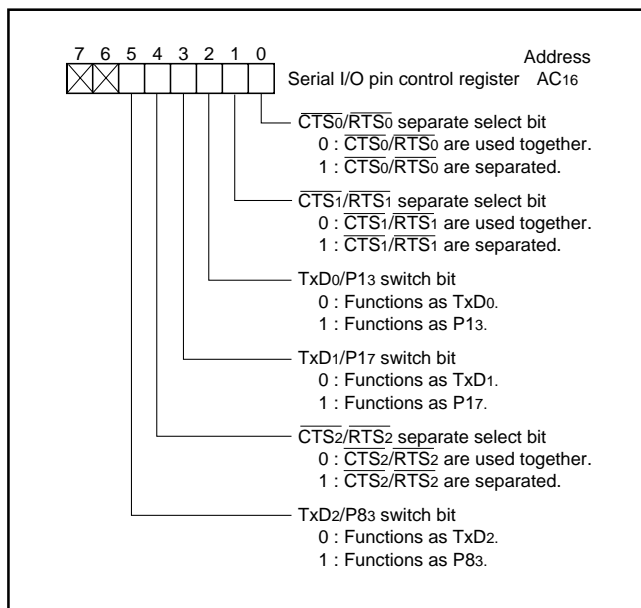 7 6 5 4 3 2 1 0 Address
Serial I/O pin control register AC16
CTS0/RTS0 separate select bit
0 : CTS0/RTS0 are used together.
1 : CTS0/RTS0 are separated.
CTS1/RTS1 separate select bit
0 : CTS1/RTS1 are used together.
1 : CTS1/RTS1 are separated.
TxD0/P13 switch bit
0 : Functions as TxD0.
1 : Functions as P13.
TxD1/P17 switch bit
0 : Functions as TxD1.
1 : Functions as P17.
CTS2/RTS2 separate select bit
0 : CTS2/RTS2 are used together.
1 : CTS2/RTS2 are separated.
TxD2/P83 switch bit
0 : Functions as TxD2.
1 : Functions as P83.